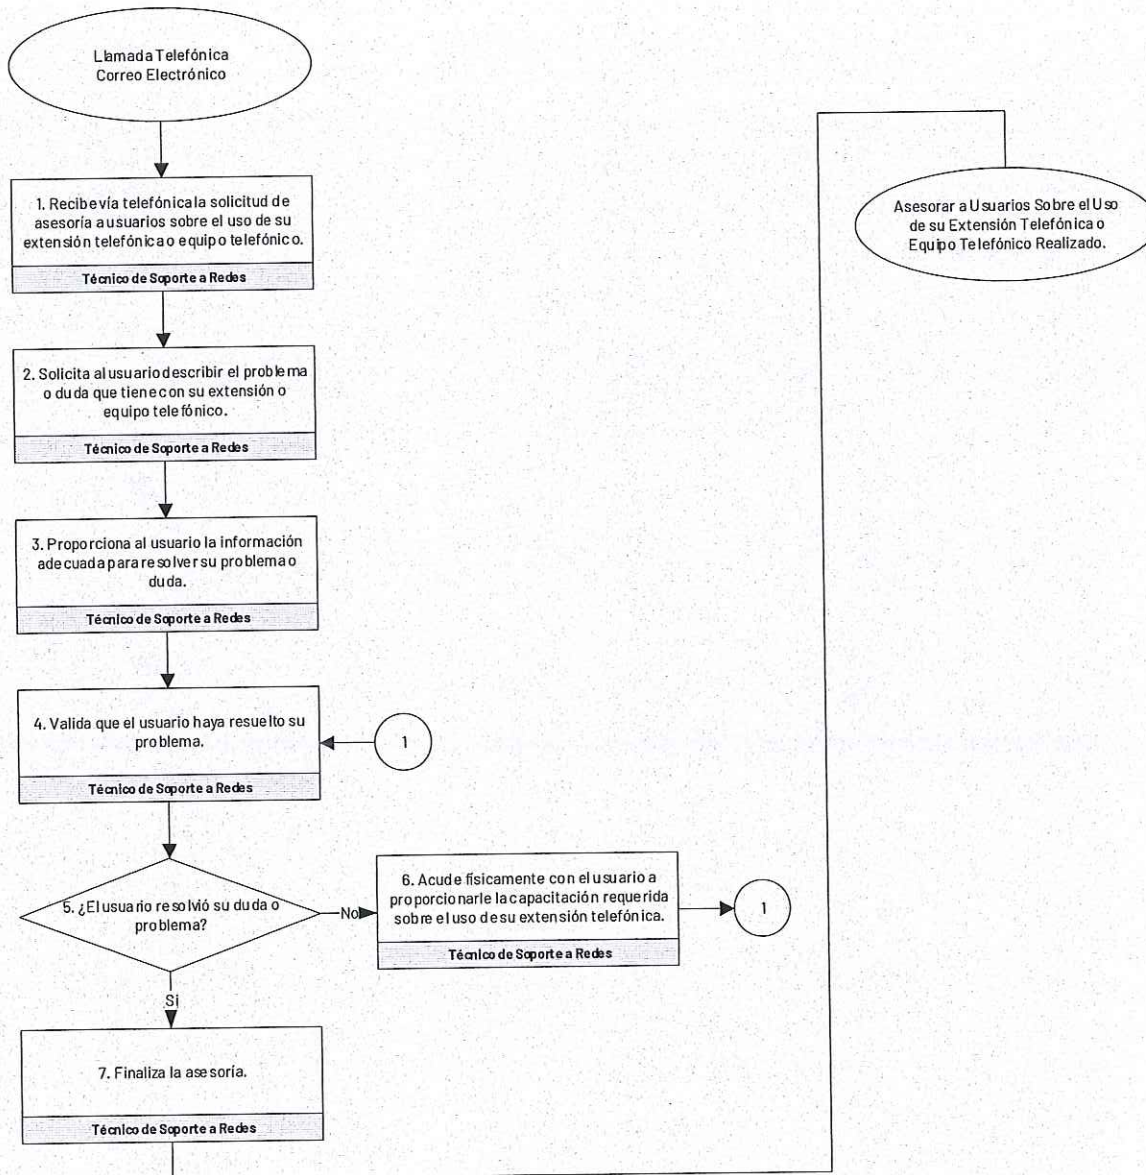 Llamada Telefónica
Correo Electrónico
1. Recibe vía telefónica la solicitud de
asesoría a usuarios sobre el uso de su
extensión telefónica o equipo telefónico.
Técnico de Soporte a Redes
2. Solicita al usuario describir el problema
o duda que tiene con su extensión o
equipo telefónico.
Técnico de Soporte a Redes
3. Proporciona al usuario la información
adecuada para resolver su problema o
duda.
Técnico de Soporte a Redes
4. Valida que el usuario haya resuelto su
problema.
Técnico de Soporte a Redes
1
5. ¿El usuario resolvió su duda o
problema?
No
6. Acude físicamente con el usuario a
proporcionarle la capacitación requerida
sobre el uso de su extensión telefónica.
Técnico de Soporte a Redes
1
Si
7. Finaliza la asesoría.
Técnico de Soporte a Redes
Asesorar a Usuarios Sobre el Uso
de su Extensión Telefónica o
Equipo Telefónico Realizado.